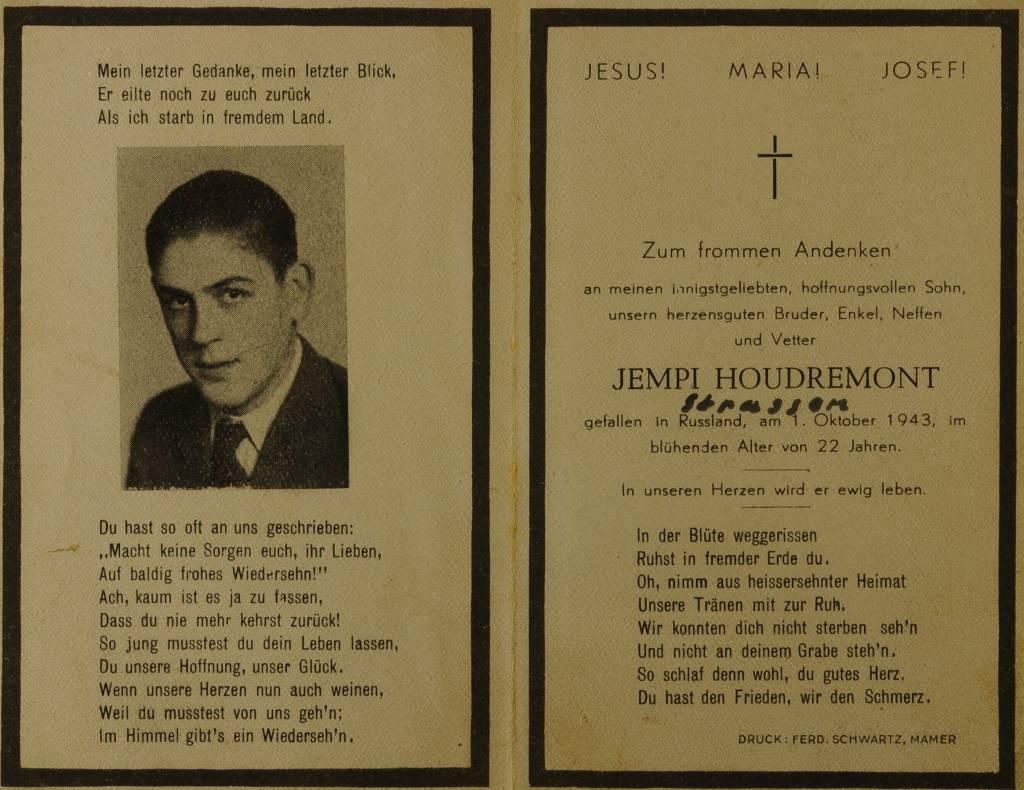 Mein letzter Gedanke, mein letzter Blick,
Er eilte noch zu euch zurück
Als ich starb in fremdem Land.
Du hast so oft an uns geschrieben:
„Macht keine Sorgen euch, ihr Lieben,
Auf baldig frohes Wiedersehn!"
Ach, kaum ist es ja zu fassen,
Dass du nie mehr kehrst zurück!
So jung musstest du dein Leben lassen,
Du unsere Hoffnung, unser Glück.
Wenn unsere Herzen nun auch weinen,
Weil du musstest von uns geh'n;
Im Himmel gibt's ein Wiederseh'n.
JESUS! MARIA! JOSEF!
Zum frommen Andenken
an meinen innigstgeliebten, hoffnungsvollen Sohn,
unsern herzensguten Bruder, Enkel, Neffen
und Vetter
JEMPI HOUDREMONT
Strassen
gefallen in Russland, am 1. Oktober 1943, im
blühenden Alter von 22 Jahren.
In unseren Herzen wird er ewig leben.
In der Blüte weggerissen
Ruhst in fremder Erde du.
Oh, nimm aus heissersehnter Heimat
Unsere Tränen mit zur Ruh.
Wir konnten dich nicht sterben seh'n
Und nicht an deinem Grabe steh'n.
So schlaf denn wohl, du gutes Herz,
Du hast den Frieden, wir den Schmerz.
DRUCK: FERD. SCHWARTZ, MAMER